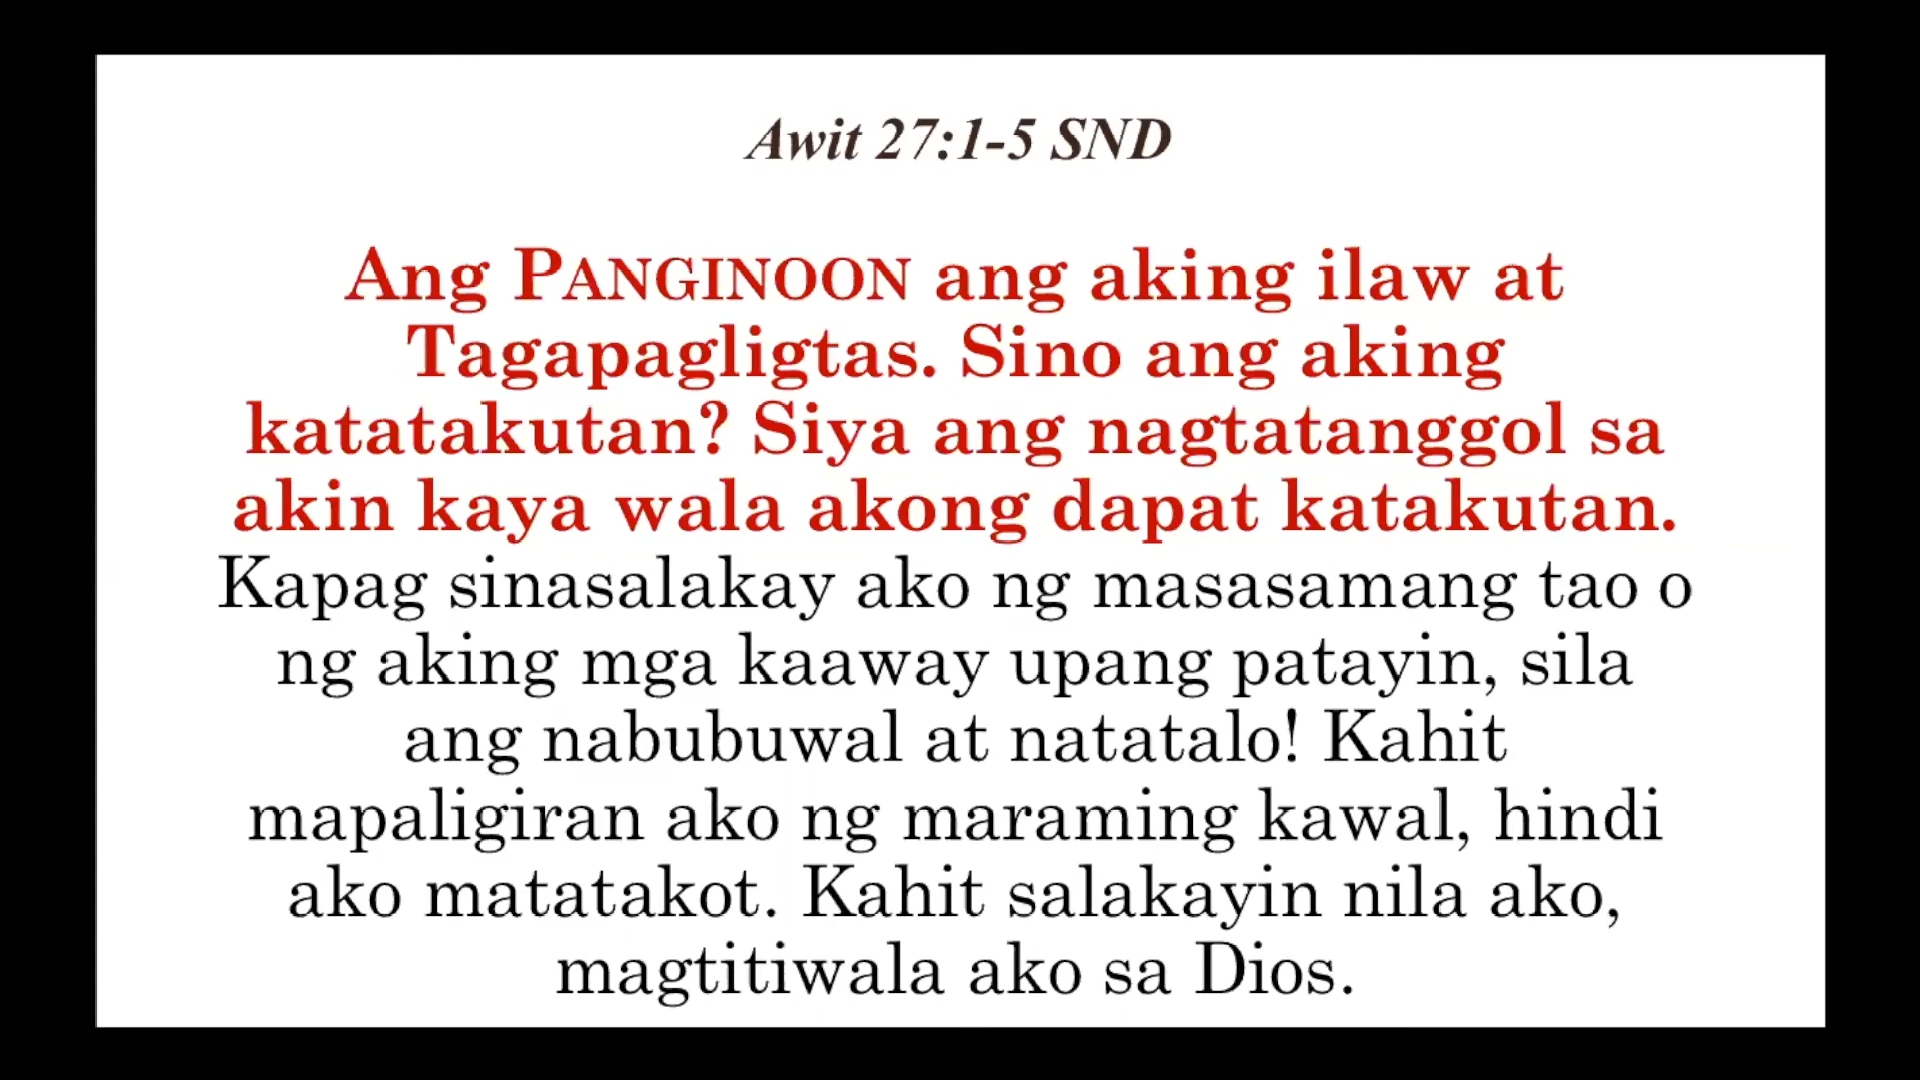 Awit 27:1-5 SND
Ang PANGINOON ang aking ilaw at
Tagapagligtas. Sino ang aking
katatakutan? Siya ang nagtatanggol sa
akin kaya wala akong dapat katakutan.
Kapag sinasalakay ako ng masasamang tao o
ng aking mga kaaway upang patayin, sila
ang nabubuwal at natatalo! Kahit
mapaligiran ako ng maraming kawal, hindi
ako matatakot. Kahit salakayin nila ako,
magtitiwala ako sa Dios.